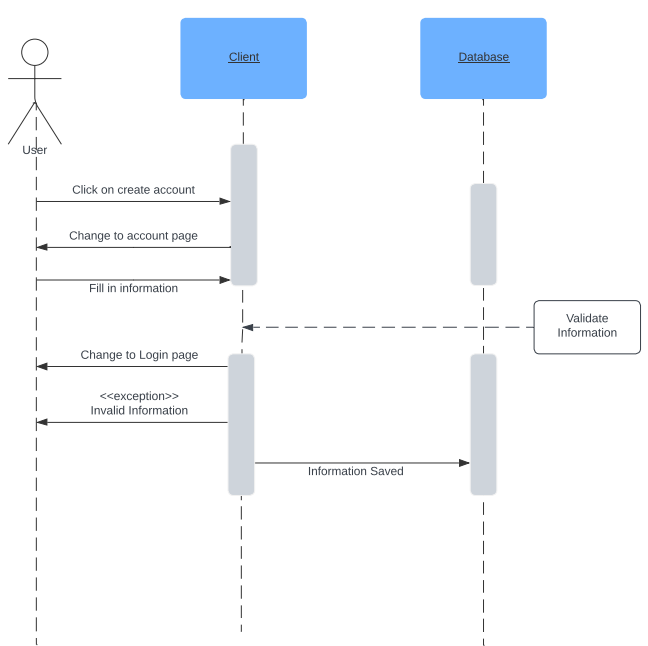 Client
Database
User
Click on create account
Change to account page
Fill in information
Validate
Information
Change to Login page
<<exception>>
Invalid Information
Information Saved